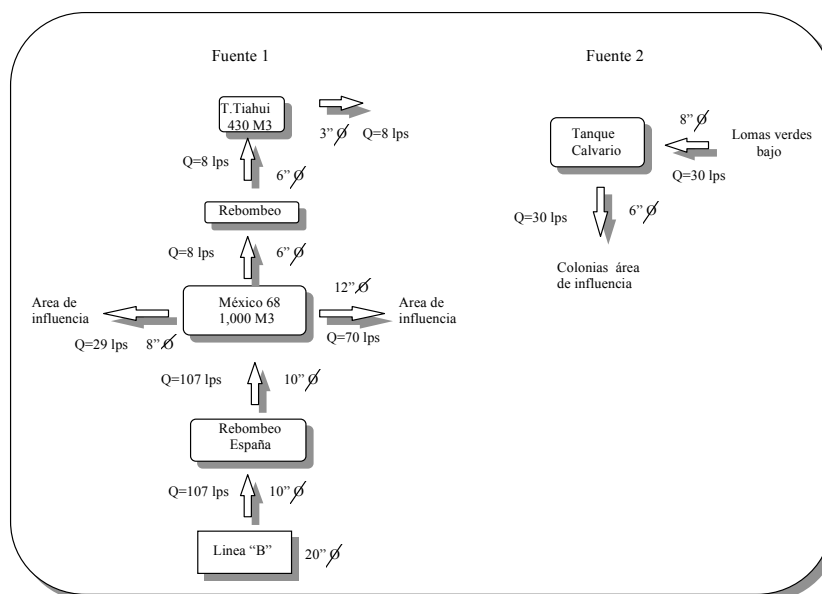 Fuente 1
Fuente 2
T.Tiahui
430 M3
3” Ø
Q=8 lps
Q=8 lps
6” Ø
Rebombeo
Q=8 lps
6” Ø
12” Ø
Area de
influencia
México 68
1,000 M3
Area de
influencia
Q=29 lps
8” Ø
Q=70 lps
Q=107 lps
10” Ø
Rebombeo
España
Q=107 lps
10” Ø
Linea “B”
20” Ø
Tanque
Calvario
8” Ø
Lomas verdes
bajo
Q=30 lps
Q=30 lps
6” Ø
Colonias área
de influencia